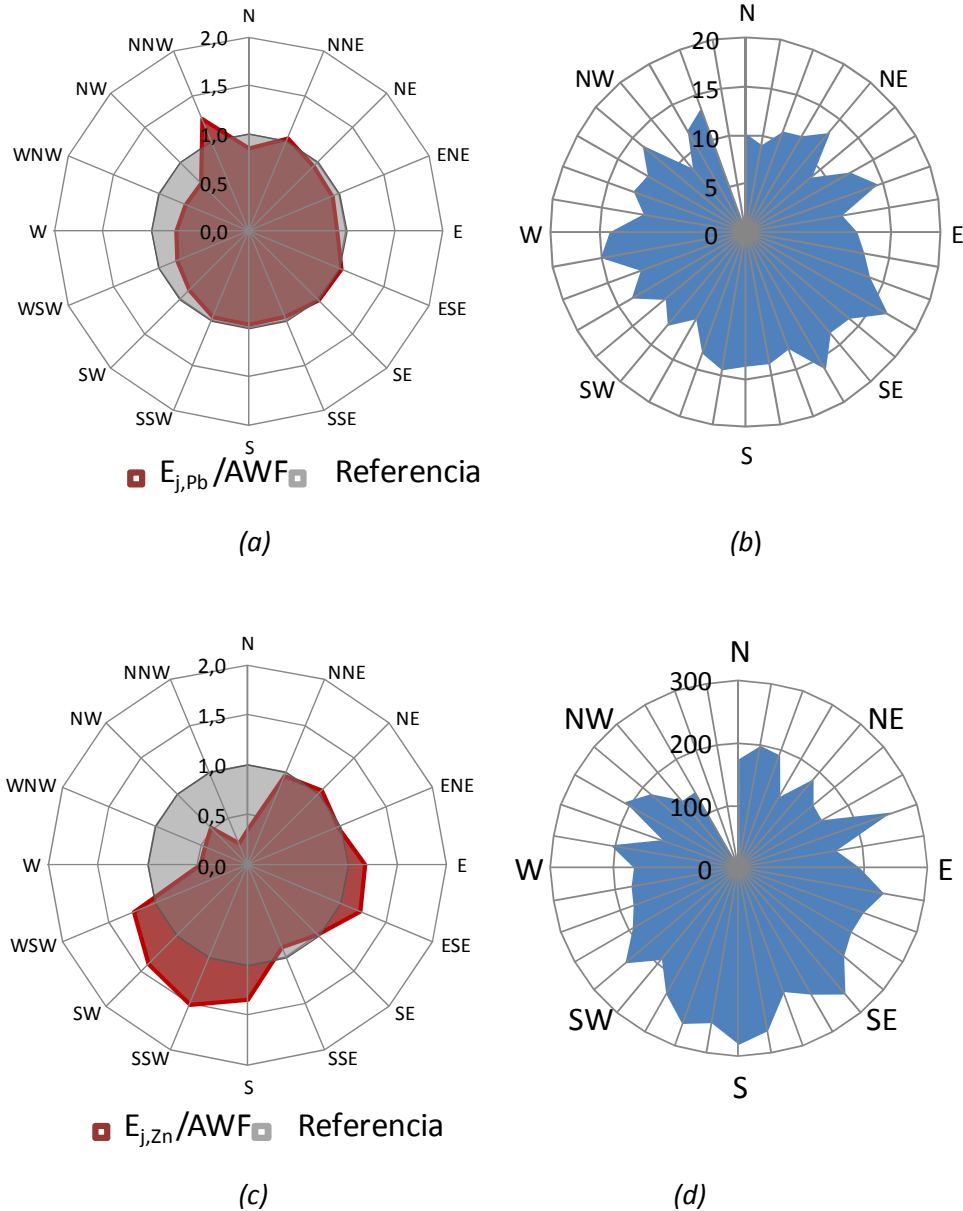 N
NNW NNE
2,0
NW NE
1,5
1,0
WNW ENE
0,5
W 0,0 E
WSW ESE
SW SE
SSW SSE
S
E_{j,Pb}/AWF Referencia
(a)
N
20
NW NE
15
10
5
W 0 E
SW SE
S
(b)
N
NNW NNE
2,0
NW NE
1,5
1,0
WNW ENE
0,5
W 0,0 E
WSW ESE
SW SE
SSW SSE
S
E_{j,Zn}/AWF Referencia
(c)
N
300
NW NE
200
100
W 0 E
SW SE
S
(d)